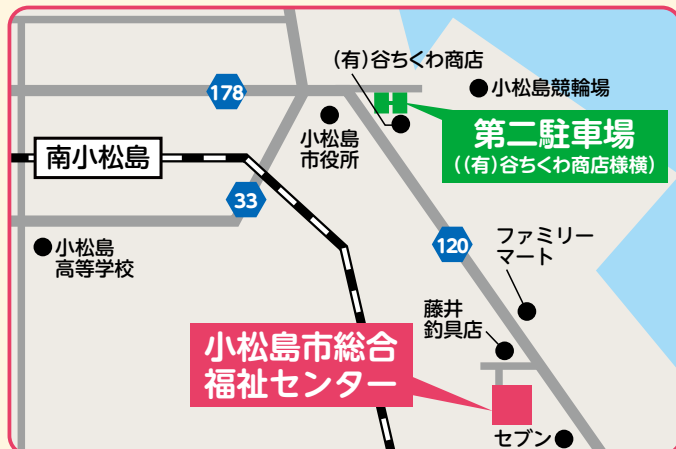 (有)谷ちくわ商店
178
小松島競輪場
小松島
市役所
第二駐車場
((有)谷ちくわ商店様横)
南小松島
33
小松島
高等学校
120
ファミリー
マート
藤井
釣具店
小松島市総合
福祉センター
セブン